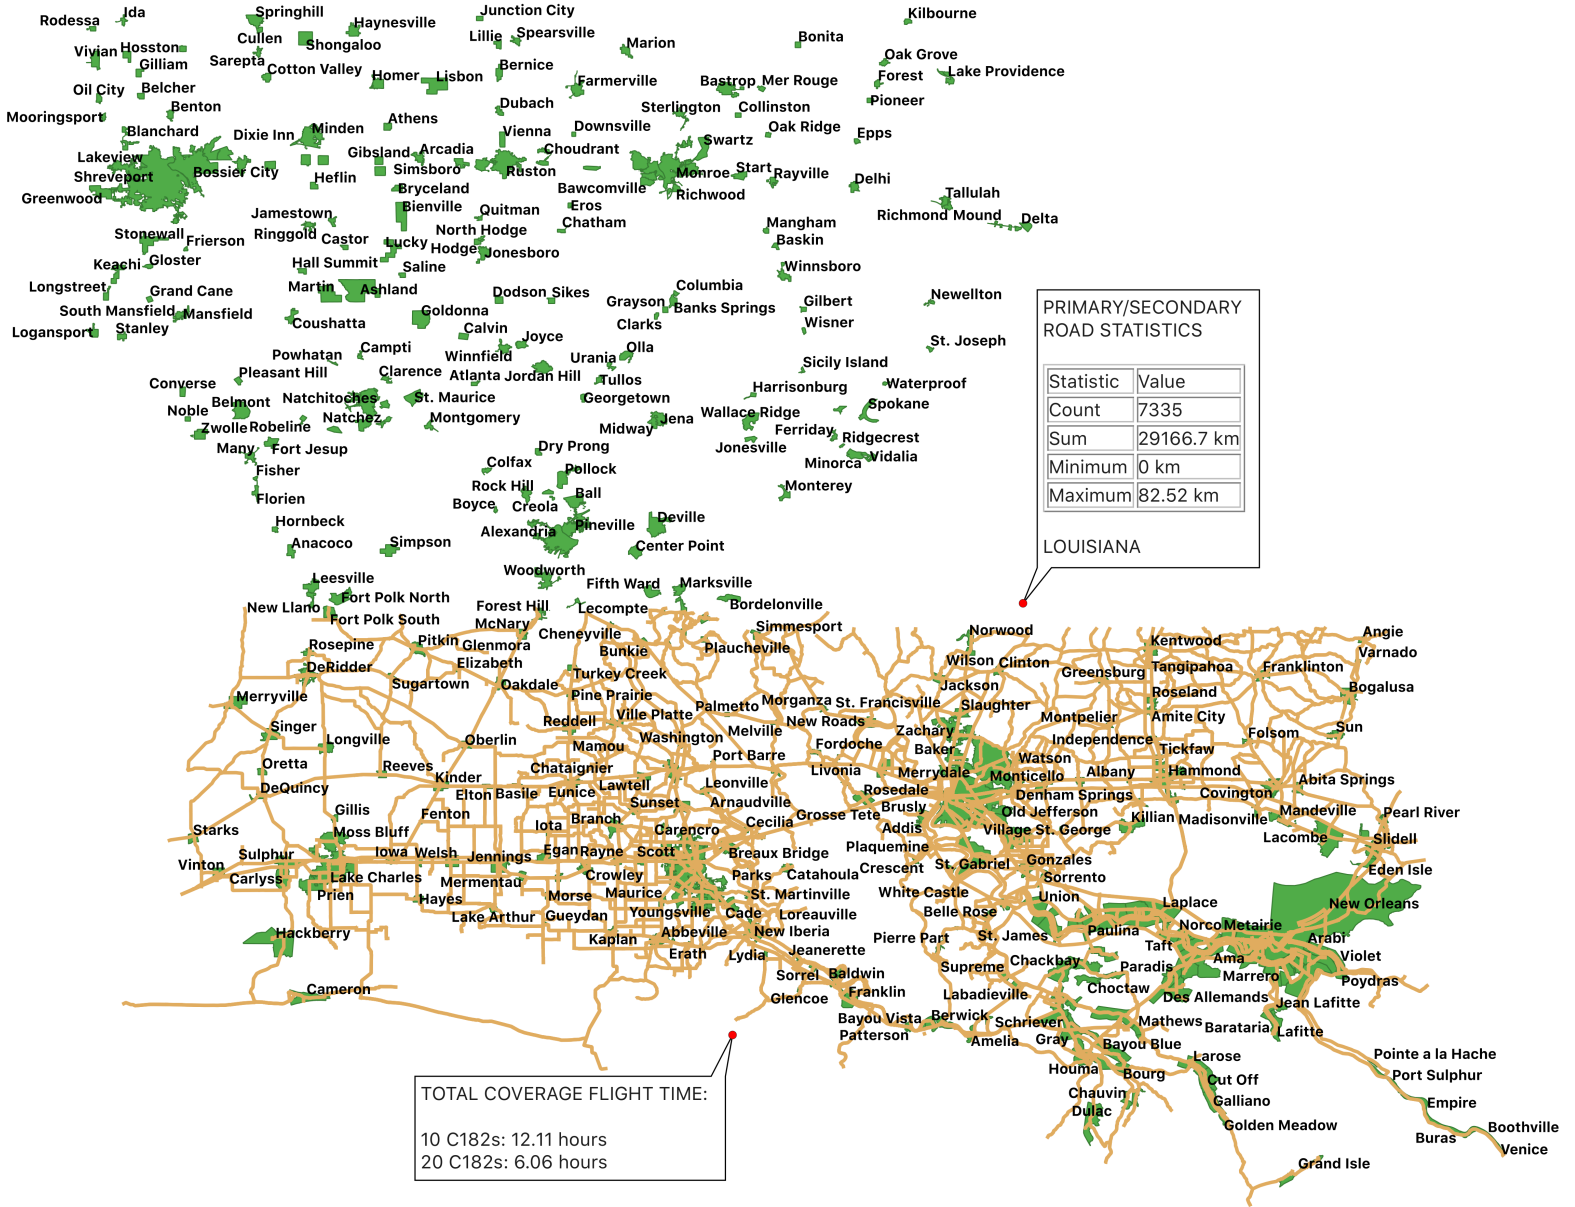 Rodessa
Ida
Springhill
Haynesville
Junction City
Kilbourne
Vivian
Hosston
Cullen
Shongaloo
Lillie
Spearsville
Marion
Bonita
Gilliam
Sarepta
Cotton Valley
Homer
Lisbon
Bernice
Farmerville
Bastrop
Mer Rouge
Oak Grove
Forest
Lake Providence
Oil City
Belcher
Benton
Dubach
Sterlington
Collinston
Pioneer
Mooringsport
Blanchard
Dixie Inn
Minden
Athens
Vienna
Downsville
Swartz
Oak Ridge
Epps
Lakeview
Shreveport
Bossier City
Gibsland
Arcadia
Simsboro
Choudrant
Ruston
Monroe
Start
Rayville
Delhi
Greenwood
Heflin
Bryceland
Bienville
Bawcomville
Eros
Richwood
Tallulah
Jamestown
Quitman
Chatham
Mangham
Richmond
Mound
Delta
Stonewall
Frierson
Ringgold
Castor
Lucky
North Hodge
Hodge
Jonesboro
Baskin
Keachi
Gloster
Hall Summit
Saline
Winnsboro
Longstreet
Grand Cane
Martin
Ashland
Dodson
Sikes
Columbia
Grayson
Banks Springs
Gilbert
Newellton
South Mansfield
Mansfield
Coushatta
Goldonna
Clarks
Wisner
Logansport
Stanley
Calvin
Joyce
St. Joseph
Powhatan
Campti
Winnfield
Urania
Olla
Sicily Island
Pleasant Hill
Clarence
Atlanta
Jordan Hill
Tullos
Harrisonburg
Waterproof
Converse
Belmont
Natchitoches
St. Maurice
Georgetown
Spokane
Noble
Zwolle
Robeline
Natchez
Montgomery
Midway
Jena
Wallace Ridge
Ferriday
Ridgecrest
Many
Fort Jesup
Dry Prong
Jonesville
Minorca
Vidalia
Fisher
Colfax
Pollock
Florien
Rock Hill
Ball
Monterey
Boyce
Creola
Hornbeck
Alexandria
Pineville
Deville
Anacoco
Simpson
Center Point
Leesville
Woodworth
Fifth Ward
Marksville
Fort Polk North
New Llano
Fort Polk South
Forest Hill
Lecompte
Bordelonville
PRIMARY/SECONDARY
ROAD STATISTICS
Statistic Value
Count 7335
Sum 29166.7 km
Minimum 0 km
Maximum 82.52 km
LOUISIANA
McNary
Cheneyville
Simmesport
Norwood
Kentwood
Angie
Rosepine
Pitkin
Glenmora
Bunkie
Plaucheville
Varnado
DeRidder
Elizabeth
Turkey Creek
Wilson
Clinton
Greensburg
Tangipahoa
Franklinton
Merryville
Sugartown
Oakdale
Pine Prairie
Palmetto
Morganza
St. Francisville
Jackson
Slaughter
Roseland
Bogalusa
Singer
Longville
Reddell
Ville Platte
Melville
New Roads
Zachary
Montpelier
Amite City
Sun
Oberlin
Mamou
Washington
Fordoche
Baker
Independence
Tickfaw
Folsom
Oretta
Reeves
Chataignier
Port Barre
Livonia
Merrydale
Watson
Monticello
Albany
Hammond
Abita Springs
DeQuincy
Kinder
Elton
Basile
Eunice
Lawtell
Leonville
Rosedale
Denham Springs
Covington
Gillis
Fenton
Sunset
Arnaudville
Grosse Tete
Brusly
Old Jefferson
Mandeville
Pearl River
Starks
Moss Bluff
Iota
Branch
Carencro
Cecilia
Addis
Village St. George
Killian
Madisonville
Lacombe
Slidell
Vinton
Sulphur
Iowa
Welsh
Jennings
Egan
Rayne
Scott
Breaux Bridge
Plaquemine
St. Gabriel
Gonzales
Eden Isle
Carlyss
Lake Charles
Mermentau
Crowley
Parks
Catahoula
Crescent
Sorrento
Prien
Hayes
Morse
Maurice
St. Martinville
White Castle
Union
Laplace
New Orleans
Lake Arthur
Gueydan
Youngsville
Cade
Loreauville
Belle Rose
Paulina
Norco
Metairie
Hackberry
Kaplan
Abbeville
New Iberia
Pierre Part
St. James
Taft
Arabi
Erath
Lydia
Jeanerette
Supreme
Chackbay
Paradis
Ama
Marrero
Violet
Poydras
Cameron
Sorrel
Baldwin
Franklin
Glencoe
Labadieville
Choctaw
Des Allemands
Jean Lafitte
Bayou Vista
Patterson
Berwick
Amelia
Schriever
Gray
Mathews
Barataria
Lafitte
Bayou Blue
Larose
Pointe a la Hache
Houma
Bourg
Cut Off
Port Sulphur
Chauvin
Dulac
Galliano
Golden Meadow
Empire
Buras
Boothville
Venice
Grand Isle
TOTAL COVERAGE FLIGHT TIME:
10 C182s: 12.11 hours
20 C182s: 6.06 hours